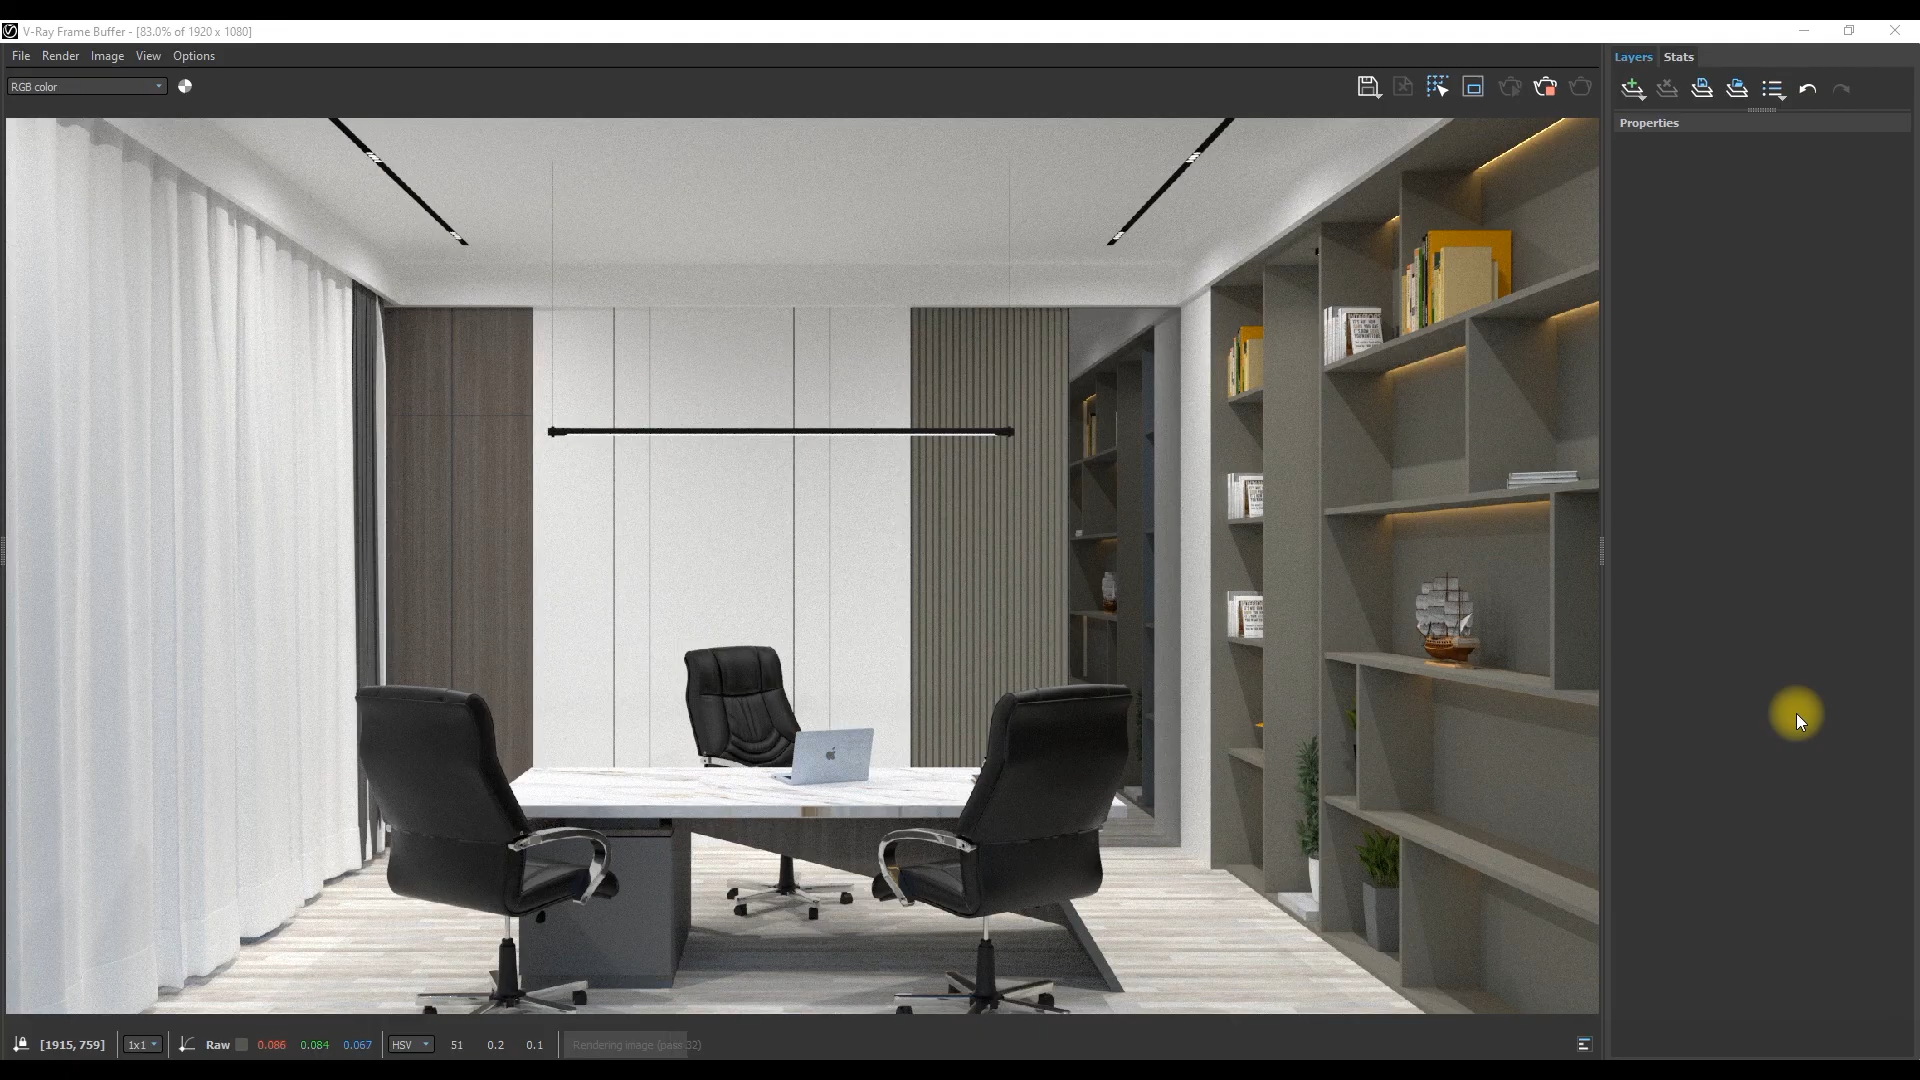 V-Ray Frame Buffer - [83.0% of 1920 x 1080]
File Render Image View Options
Layers Stats
RGB color
Properties
[1915, 759] 1x1 Raw 0.086 0.084 0.067 HSV 51 0.2 0.1 Rendering image (pass 32)